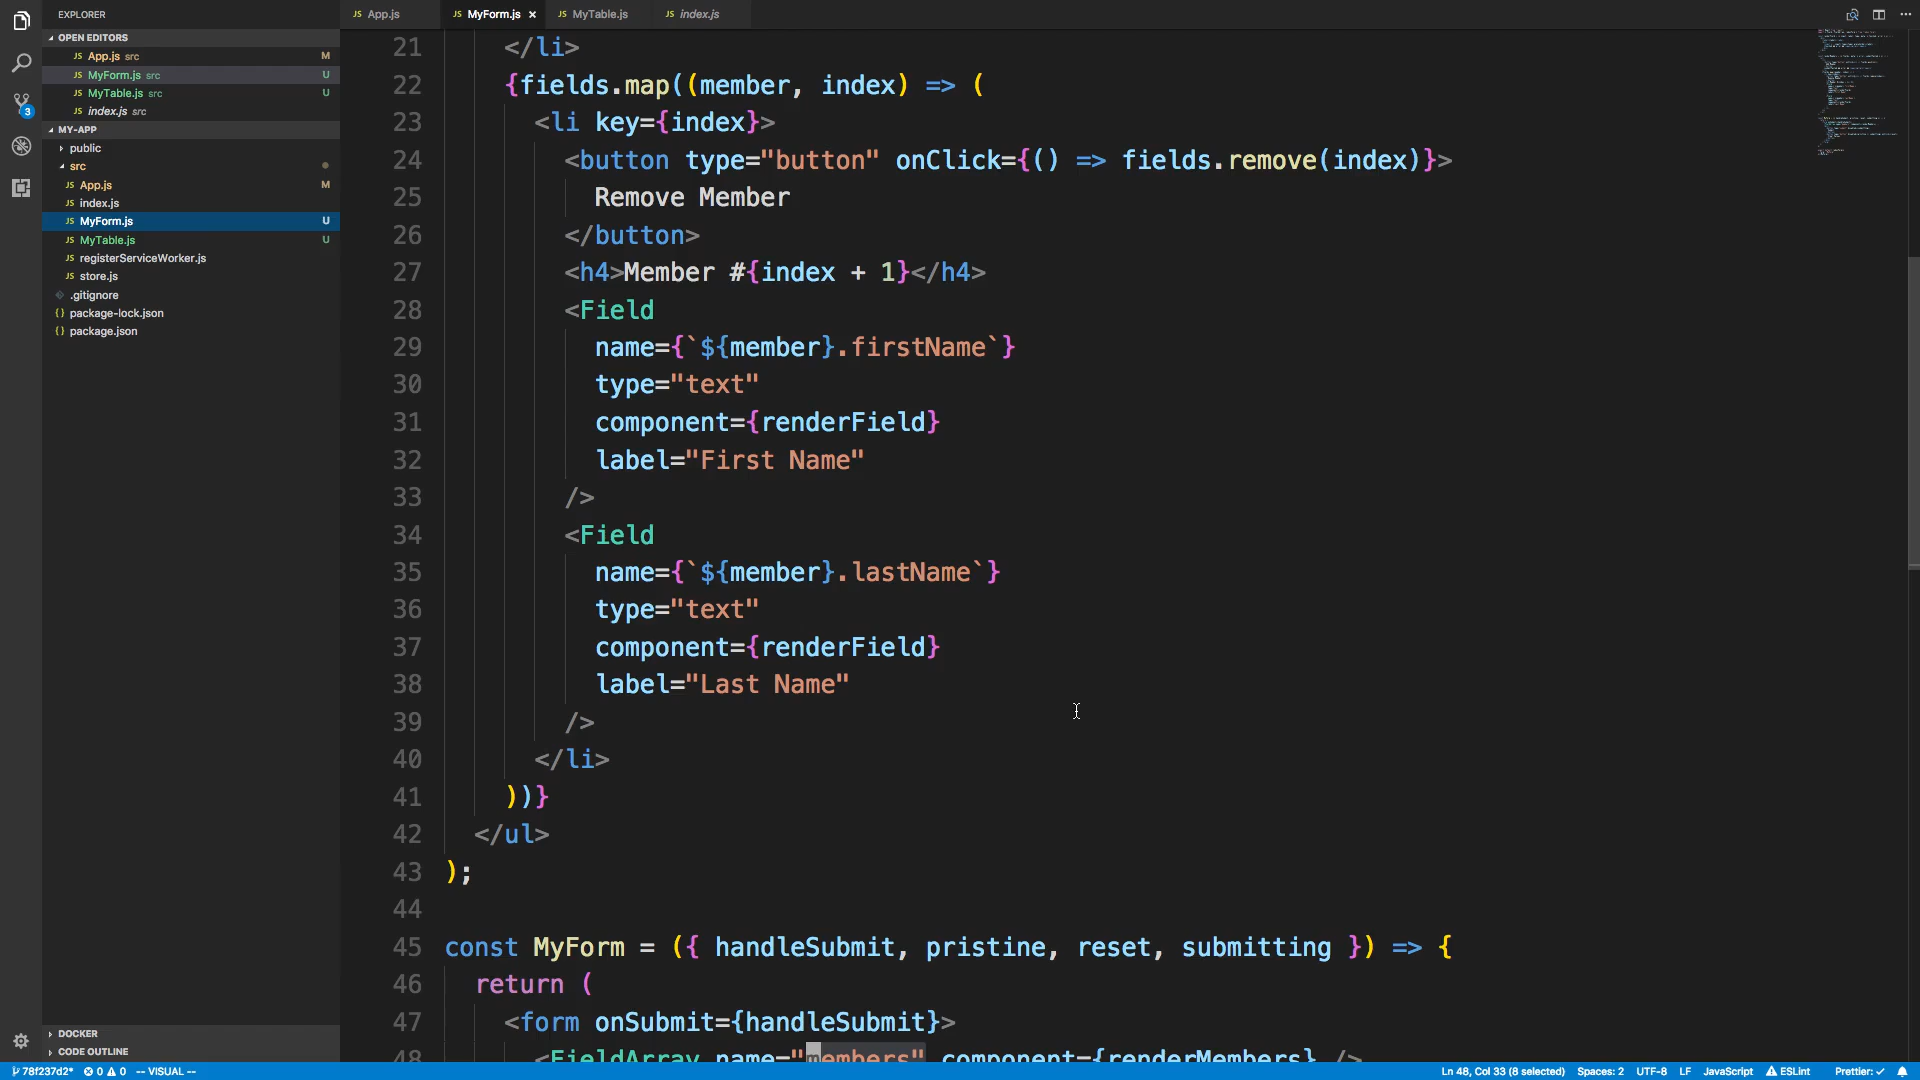 EXPLORER
OPEN EDITORS
JS App.js src M
JS MyForm.js src U
JS MyTable.js src U
JS index.js src
3
MY-APP
public
src
JS App.js M
JS index.js
JS MyForm.js U
JS MyTable.js U
JS registerServiceWorker.js
JS store.js
.gitignore
{} package-lock.json
{} package.json
DOCKER
CODE OUTLINE
JS App.js JS MyForm.js × JS MyTable.js JS index.js
21 </li>
22 {fields.map((member, index) => (
23 <li key={index}>
24 <button type="button" onClick={() => fields.remove(index)}>
25 Remove Member
26 </button>
27 <h4>Member #{index + 1}</h4>
28 <Field
29 name={`${member}.firstName`}
30 type="text"
31 component={renderField}
32 label="First Name"
33 />
34 <Field
35 name={`${member}.lastName`}
36 type="text"
37 component={renderField}
38 label="Last Name"
39 />
40 </li>
41 ))}
42 </ul>
43 );
44
45 const MyForm = ({ handleSubmit, pristine, reset, submitting }) => {
46 return (
47 <form onSubmit={handleSubmit}>
48 <FieldArray name="members" component={renderMembers} />
78f237d2* 0 0 -- VISUAL -- Ln 48, Col 33 (8 selected) Spaces: 2 UTF-8 LF JavaScript ESLint Prettier: ✓